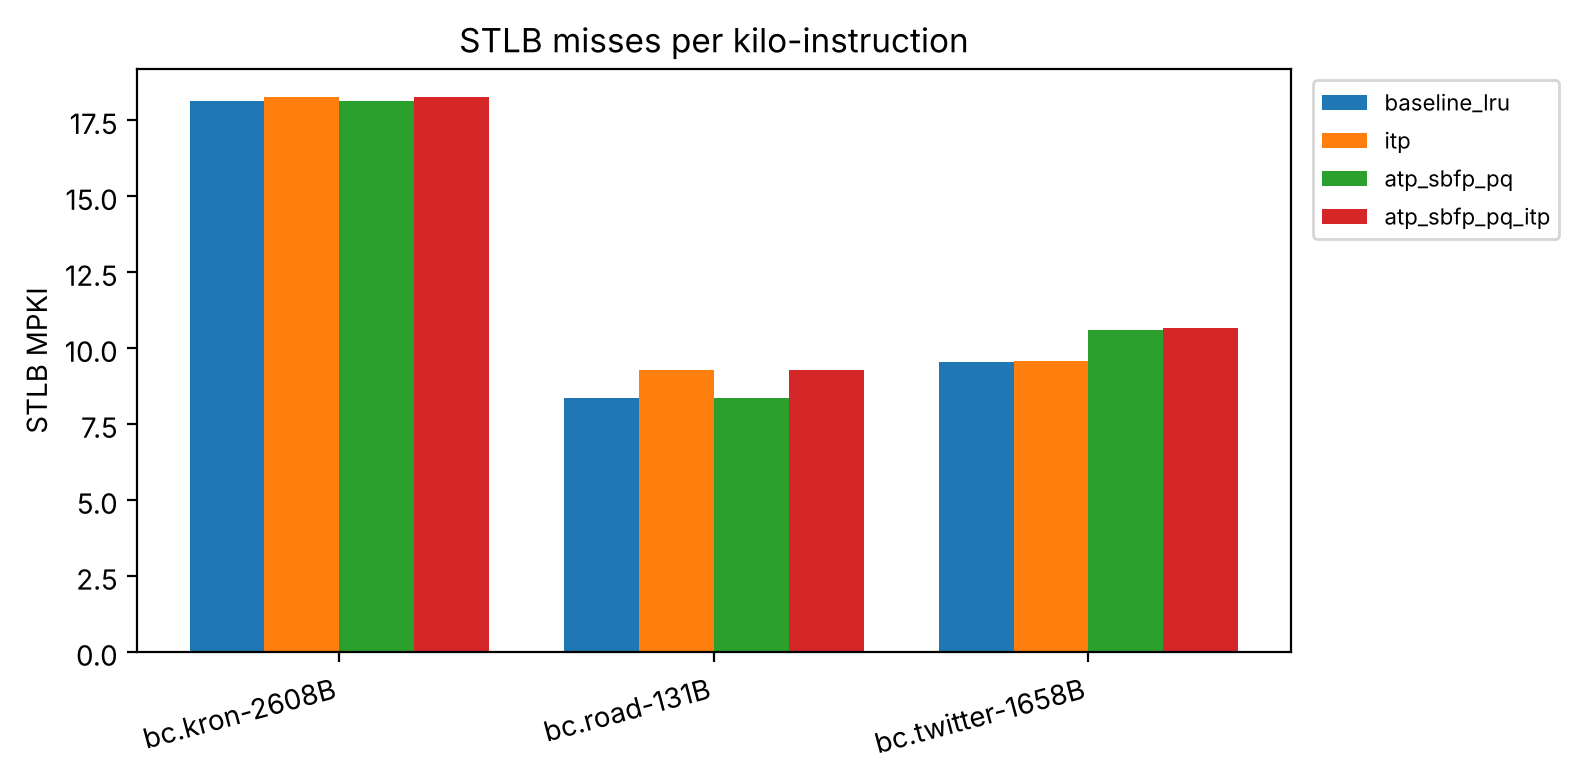 STLB misses per kilo-instruction
STLB MPKI
17.5
15.0
12.5
10.0
7.5
5.0
2.5
0.0
bc.kron-2608B
bc.road-131B
bc.twitter-1658B
baseline_lru
itp
atp_sbfp_pq
atp_sbfp_pq_itp